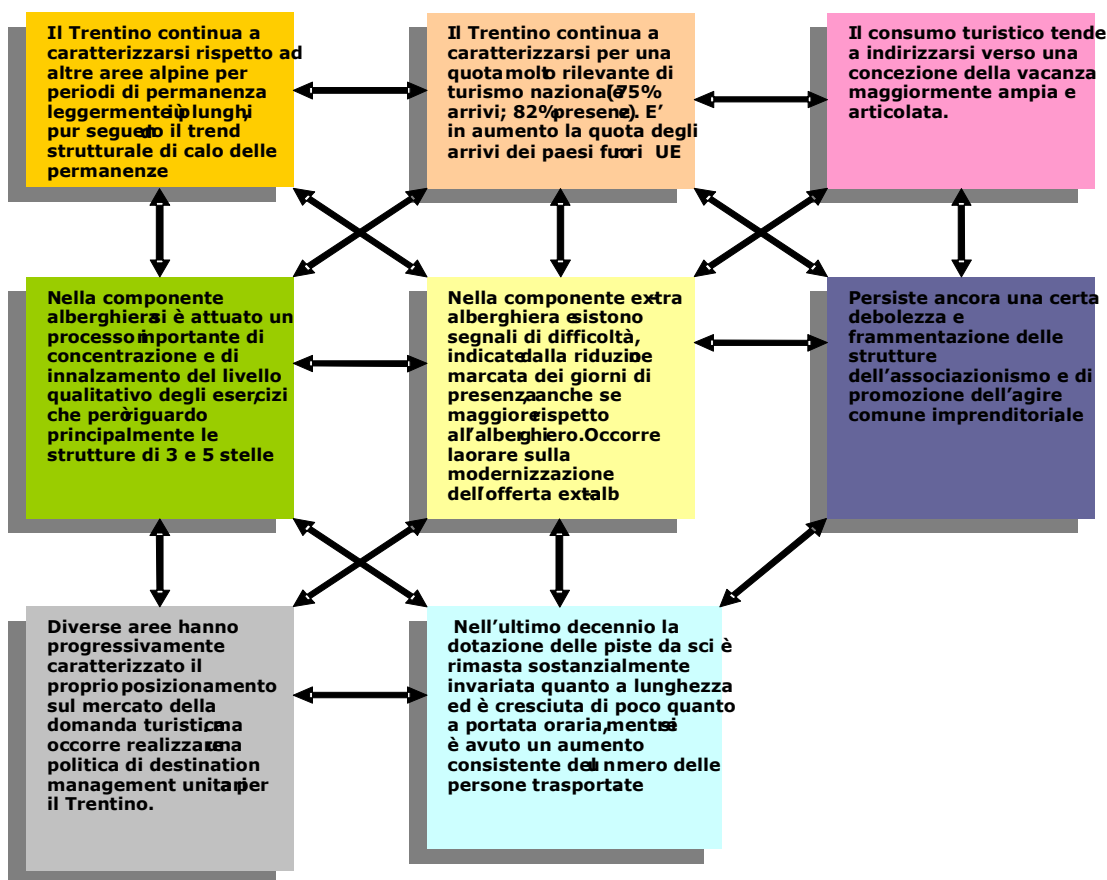 Il Trentino continua a
caratterizzarsi rispetto ad
altre aree alpine per
periodi di permanenza
leggermente più lunghi,
pur seguendo il trend
strutturale di calo delle
permanenze
Il Trentino continua a
caratterizzarsi per una
quota molto rilevante di
turismo nazionale (75%
arrivi; 82% presenze). E’
in aumento la quota degli
arrivi dei paesi fuori UE
Il consumo turistico tende
a indirizzarsi verso una
concezione della vacanza
maggiormente ampia e
articolata.
Nella componente
alberghiera si è attuato un
processo importante di
concentrazione e di
innalzamento del livello
qualitativo degli esercizi,
che però riguardo
principalmente le
strutture di 3 e 5 stelle
Nella componente extra-
alberghiera esistono
segnali di difficoltà,
indicate dalla riduzione
marcata dei giorni di
presenza, anche se
maggiore rispetto
all’alberghiero. Occorre
laorare sulla
modernizzazione
dell’offerta ext-alb
Persiste ancora una certa
debolezza e
frammentazione delle
strutture
dell’associazionismo e di
promozione dell’agire
comune imprenditoriale.
Diverse aree hanno
progressivamente
caratterizzato il
proprio posizionamento
sul mercato della
domanda turistica, ma
occorre realizzare una
politica di destination
management unitari per
il Trentino.
Nell’ultimo decennio la
dotazione delle piste da sci è
rimasta sostanzialmente
invariata quanto a lunghezza
ed è cresciuta di poco quanto
a portata oraria, mentre si
è avuto un aumento
consistente del numero delle
persone trasportate.